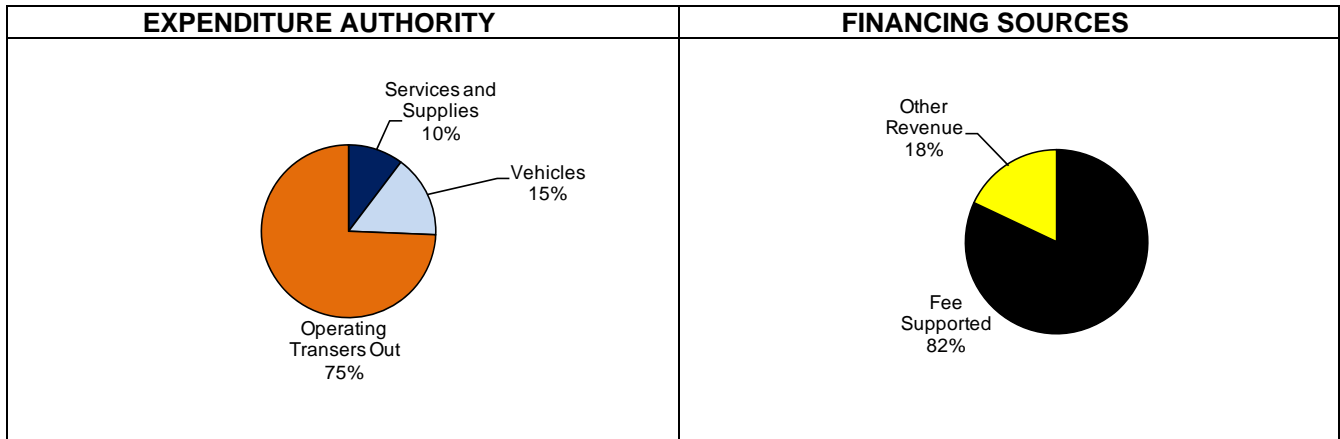 EXPENDITURE AUTHORITY
Services and
Supplies
10%
Vehicles
15%
Operating
Transers Out
75%
FINANCING SOURCES
Other
Revenue
18%
Fee
Supported
82%